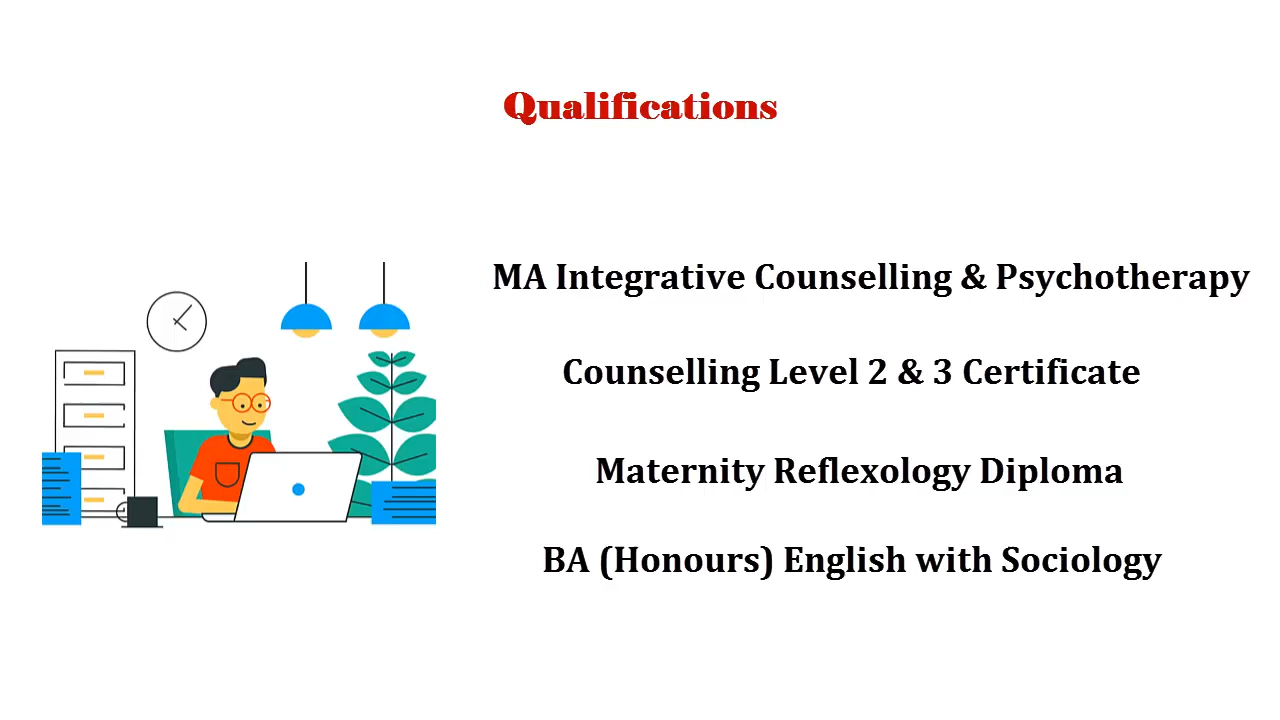 Qualifications
MA Integrative Counselling & Psychotherapy
Counselling Level 2 & 3 Certificate
Maternity Reflexology Diploma
BA (Honours) English with Sociology